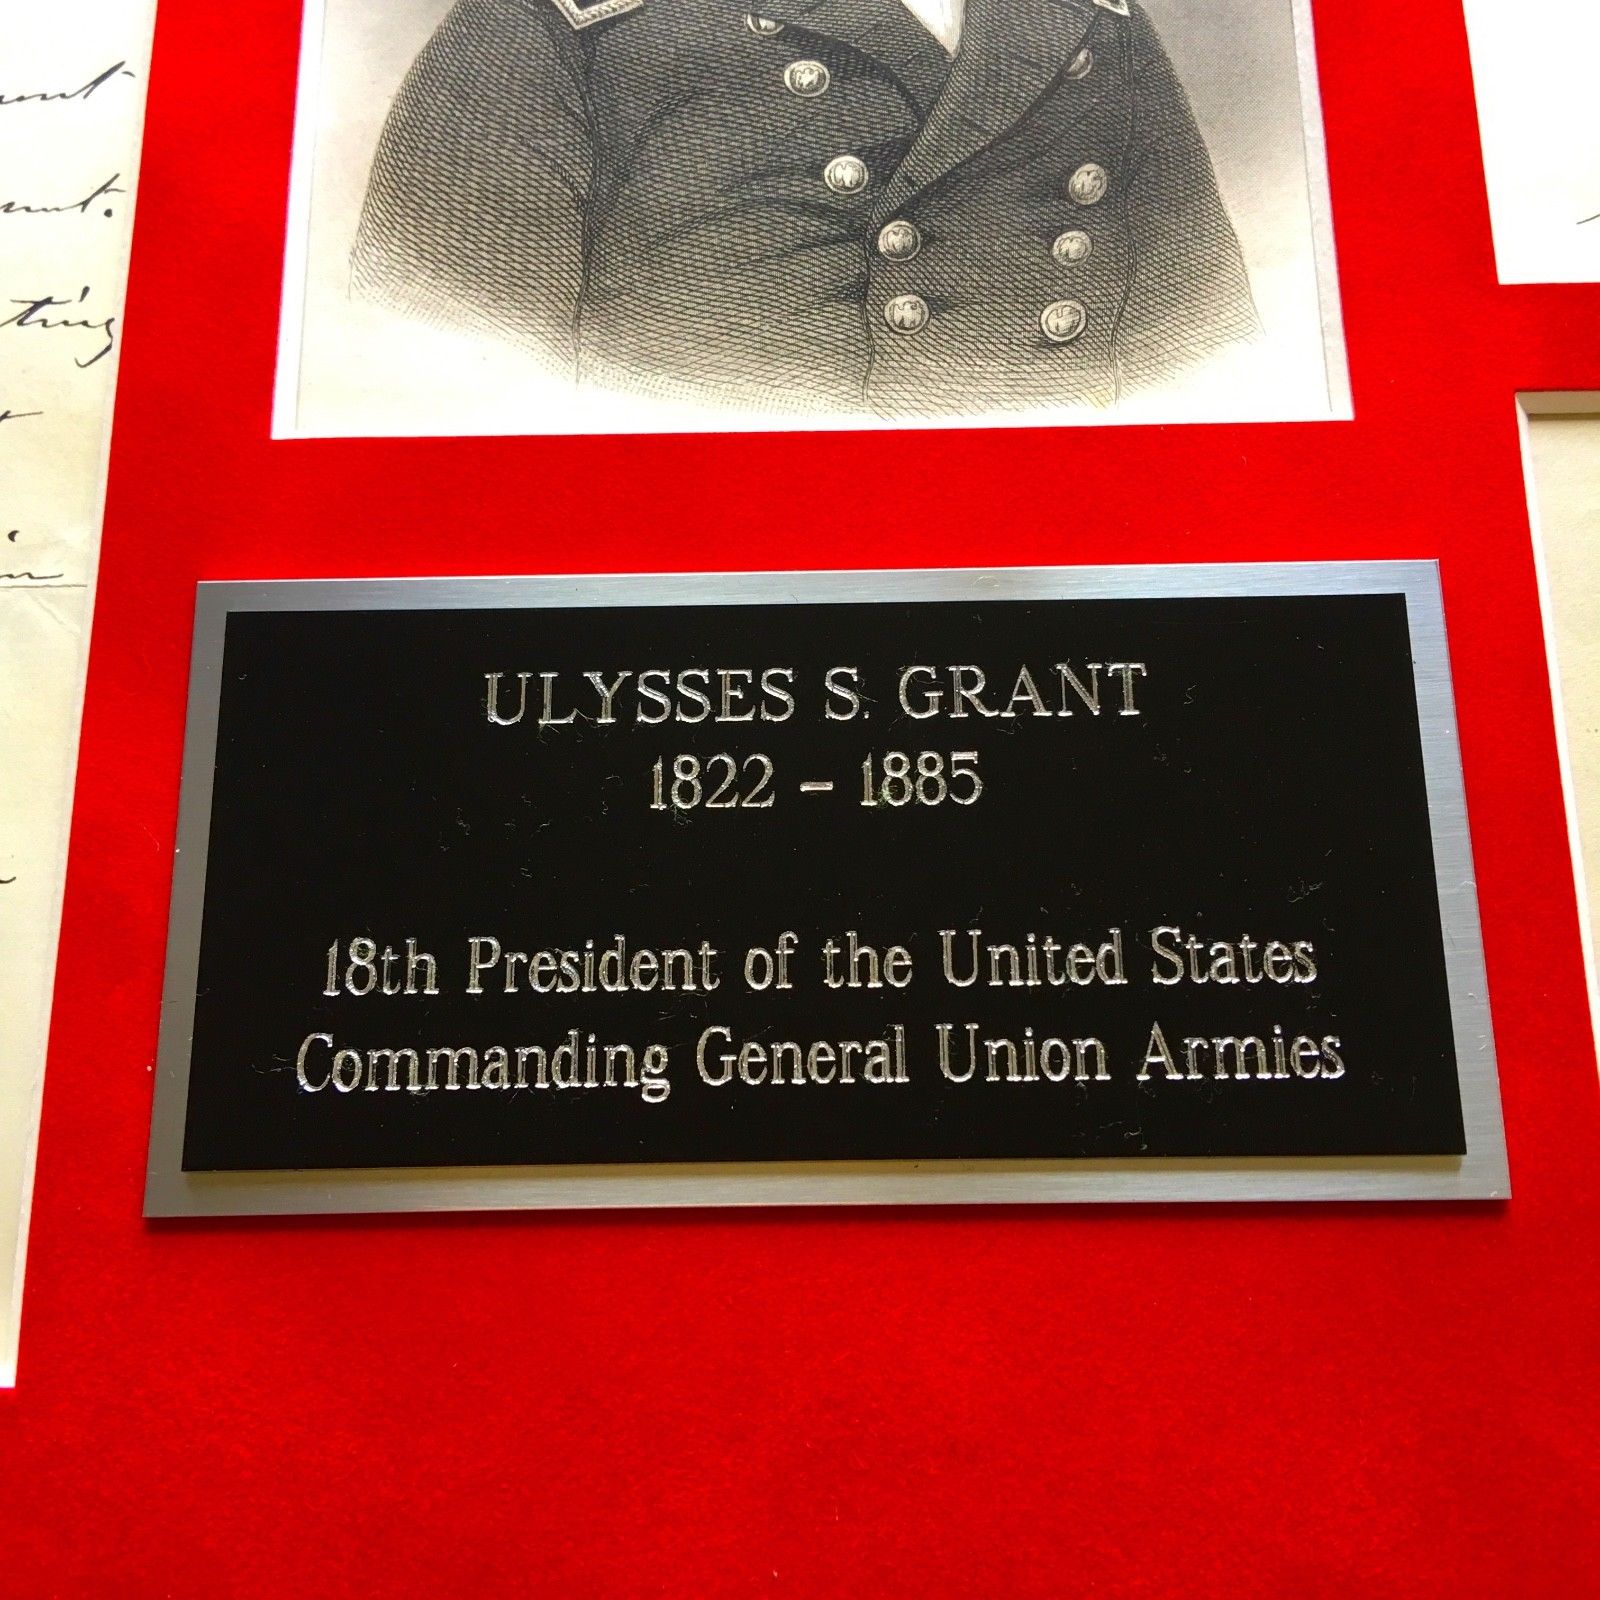 ULYSSES S. GRANT
1822 – 1885
18th President of the United States
Commanding General Union Armies